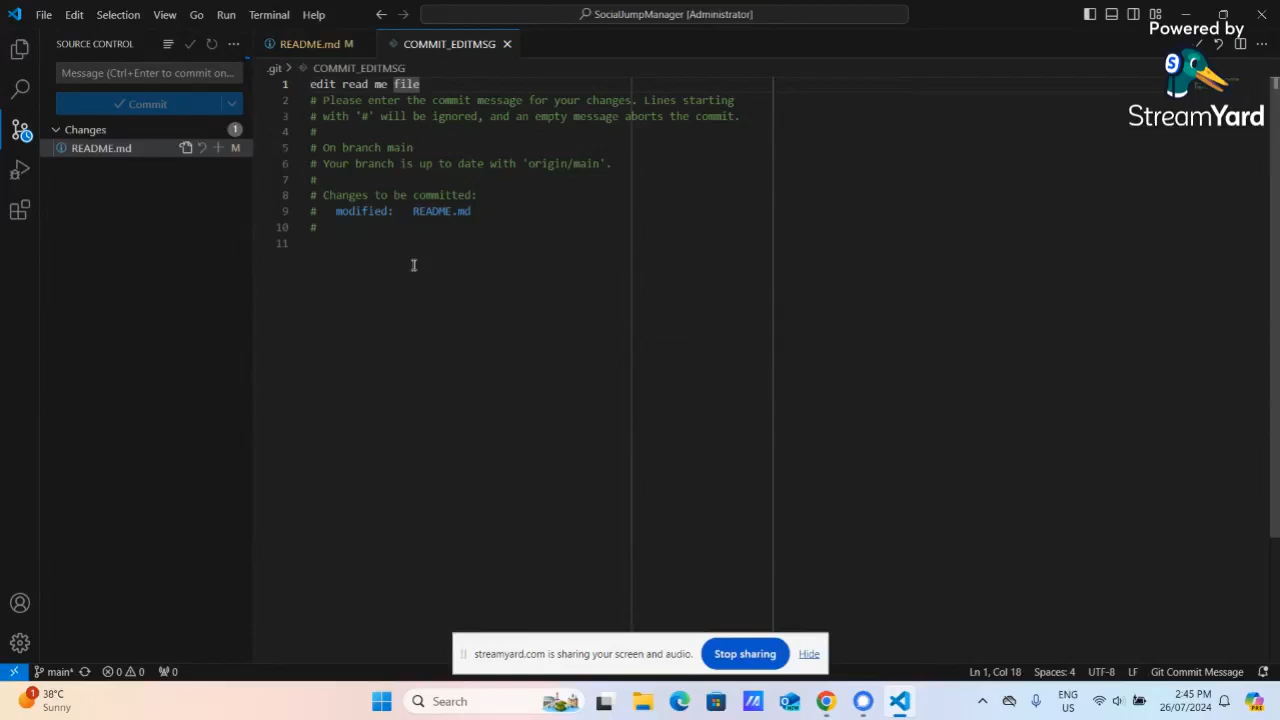 File Edit Selection View Go Run Terminal Help
SocialJumpManager [Administrator]
Powered by
StreamYard
SOURCE CONTROL
README.md M
COMMIT_EDITMSG
Message (Ctrl+Enter to commit on...
.git > COMMIT_EDITMSG
Commit
Changes 1
README.md M
1 edit read me file
2 # Please enter the commit message for your changes. Lines starting
3 # with '#' will be ignored, and an empty message aborts the commit.
4 #
5 # On branch main
6 # Your branch is up to date with 'origin/main'.
7 #
8 # Changes to be committed:
9 # modified: README.md
10 #
11
streamyard.com is sharing your screen and audio.
Stop sharing
Hide
main* 0 0 0
Ln 1, Col 18 Spaces: 4 UTF-8 LF Git Commit Message
1
38°C
Sunny
Search
ENG
US
2:45 PM
26/07/2024